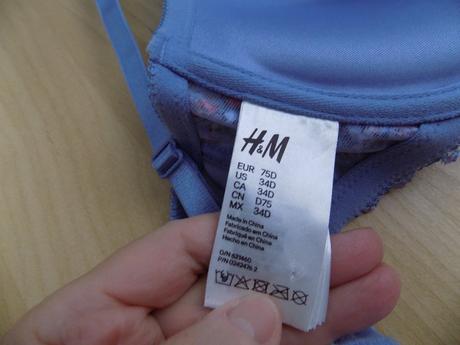 H&M
EUR 75D
US 34D
CA 34D
CN D75
MX 34D
Made in China
Fabricado em China
Fabriqué en Chine
Hecho en China